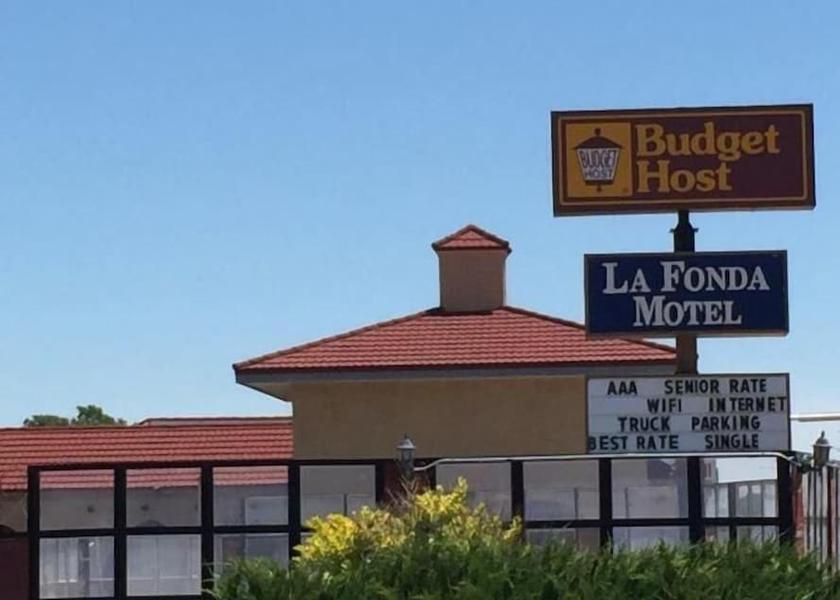 BUDGET
HOST
Budget
Host
LA FONDA
MOTEL
AAA SENIOR RATE
WIFI INTERNET
TRUCK PARKING
BEST RATE SINGLE